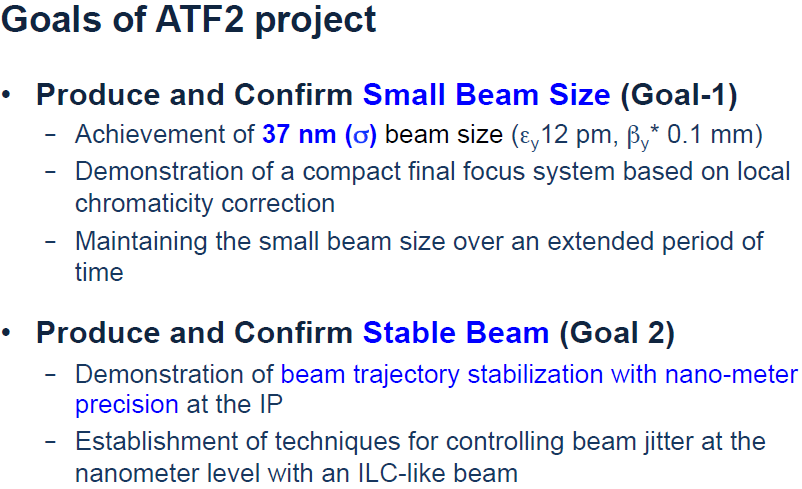 Goals of ATF2 project
• Produce and Confirm Small Beam Size (Goal-1)
− Achievement of 37 nm (σ) beam size (εy12 pm, βy* 0.1 mm)
− Demonstration of a compact final focus system based on local
chromaticity correction
− Maintaining the small beam size over an extended period of
time
• Produce and Confirm Stable Beam (Goal 2)
− Demonstration of beam trajectory stabilization with nano-meter
precision at the IP
− Establishment of techniques for controlling beam jitter at the
nanometer level with an ILC-like beam